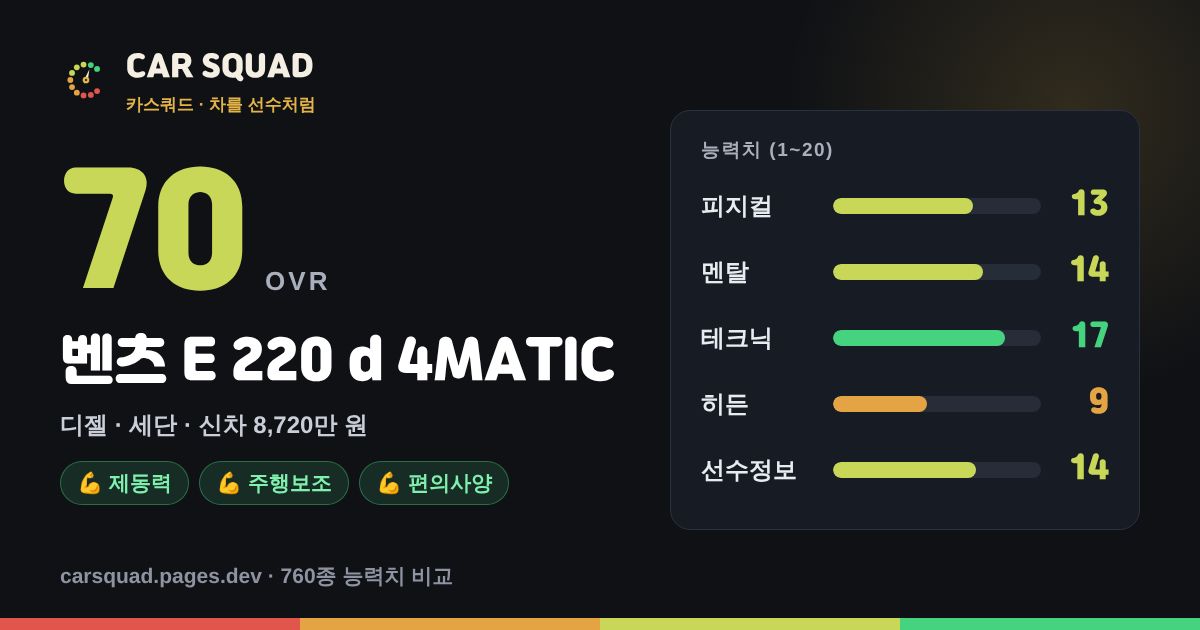 CAR SQUAD
카스쿼드 · 차를 선수처럼
70 OVR
벤츠 E 220 d 4MATIC
디젤 · 세단 · 신차 8,720만 원
💪 제동력 💪 주행보조 💪 편의사양
carsquad.pages.dev · 760종 능력치 비교
능력치 (1~20)
피지컬 13
멘탈 14
테크닉 17
히든 9
선수정보 14